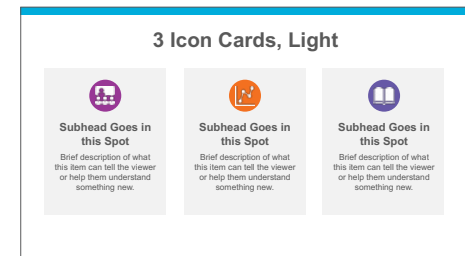 3 Icon Cards, Light
Subhead Goes in
this Spot
Brief description of what
this item can tell the viewer
or help them understand
something new.
Subhead Goes in
this Spot
Brief description of what
this item can tell the viewer
or help them understand
something new.
Subhead Goes in
this Spot
Brief description of what
this item can tell the viewer
or help them understand
something new.